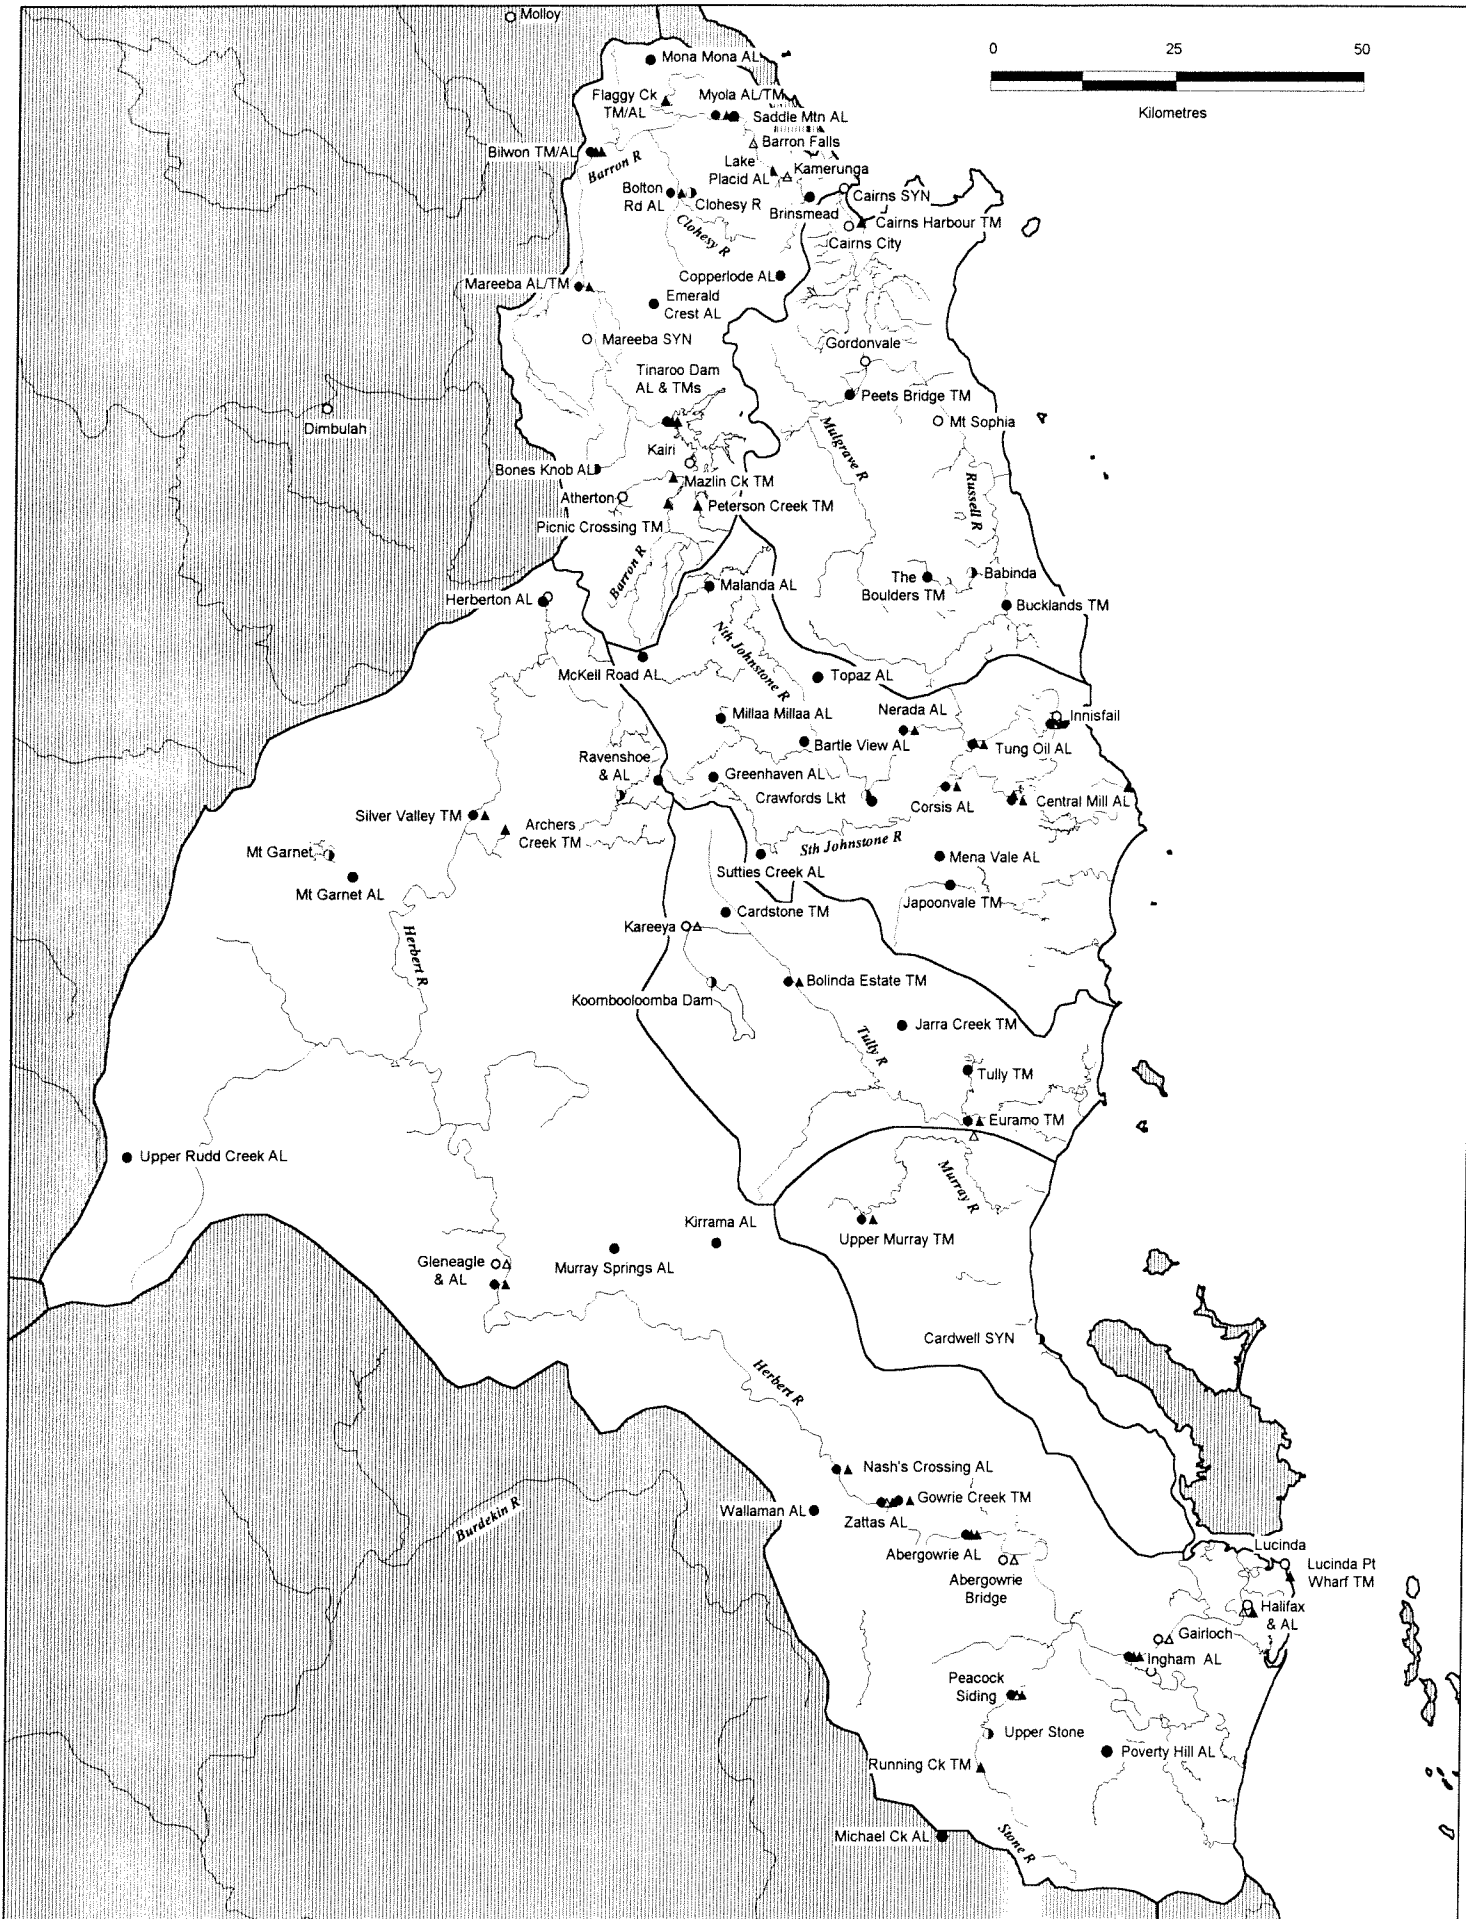 Molloy
0 25 50
Kilometres
Mona Mona AL
Flaggy Ck
TM/AL
Myola AL/TM
Saddle Mtn AL
Barron Falls
Bilwon TM/AL
Barron R
Lake
Placid AL
Kamerunga
Bolton
Rd AL
Clohesy R
Clohesy R
Brinsmead
Cairns SYN
Cairns Harbour TM
Cairns City
Copperlode AL
Mareeba AL/TM
Emerald
Crest AL
Mareeba SYN
Gordonvale
Tinaroo Dam
AL & TMs
Peets Bridge TM
Mt Sophia
Dimbulah
Mulgrave R
Kairi
Bones Knob AL
Mazlin Ck TM
Russell R
Atherton
Peterson Creek TM
Picnic Crossing TM
Barron R
Malanda AL
The
Boulders TM
Babinda
Bucklands TM
Herberton AL
Nth Johnstone R
McKell Road AL
Topaz AL
Millaa Millaa AL
Nerada AL
Innisfail
Bartle View AL
Tung Oil AL
Ravenshoe
& AL
Greenhaven AL
Crawfords Lkt
Corsis AL
Central Mill AL
Silver Valley TM
Archers
Creek TM
Sth Johnstone R
Mt Garnet
Mt Garnet AL
Sutties Creek AL
Mena Vale AL
Japoonvale TM
Cardstone TM
Kareeya
Herbert R
Bolinda Estate TM
Koombooloomba Dam
Jarra Creek TM
Tully R
Tully TM
Euramo TM
Upper Rudd Creek AL
Murray R
Kirrama AL
Upper Murray TM
Gleneagle
& AL
Murray Springs AL
Cardwell SYN
Herbert R
Nash's Crossing AL
Gowrie Creek TM
Wallaman AL
Zattas AL
Burdekin R
Abergowrie AL
Abergowrie
Bridge
Lucinda
Lucinda Pt
Wharf TM
Halifax
& AL
Gairloch
Ingham AL
Peacock
Siding
Upper Stone
Poverty Hill AL
Running Ck TM
Michael Ck AL
Stone R